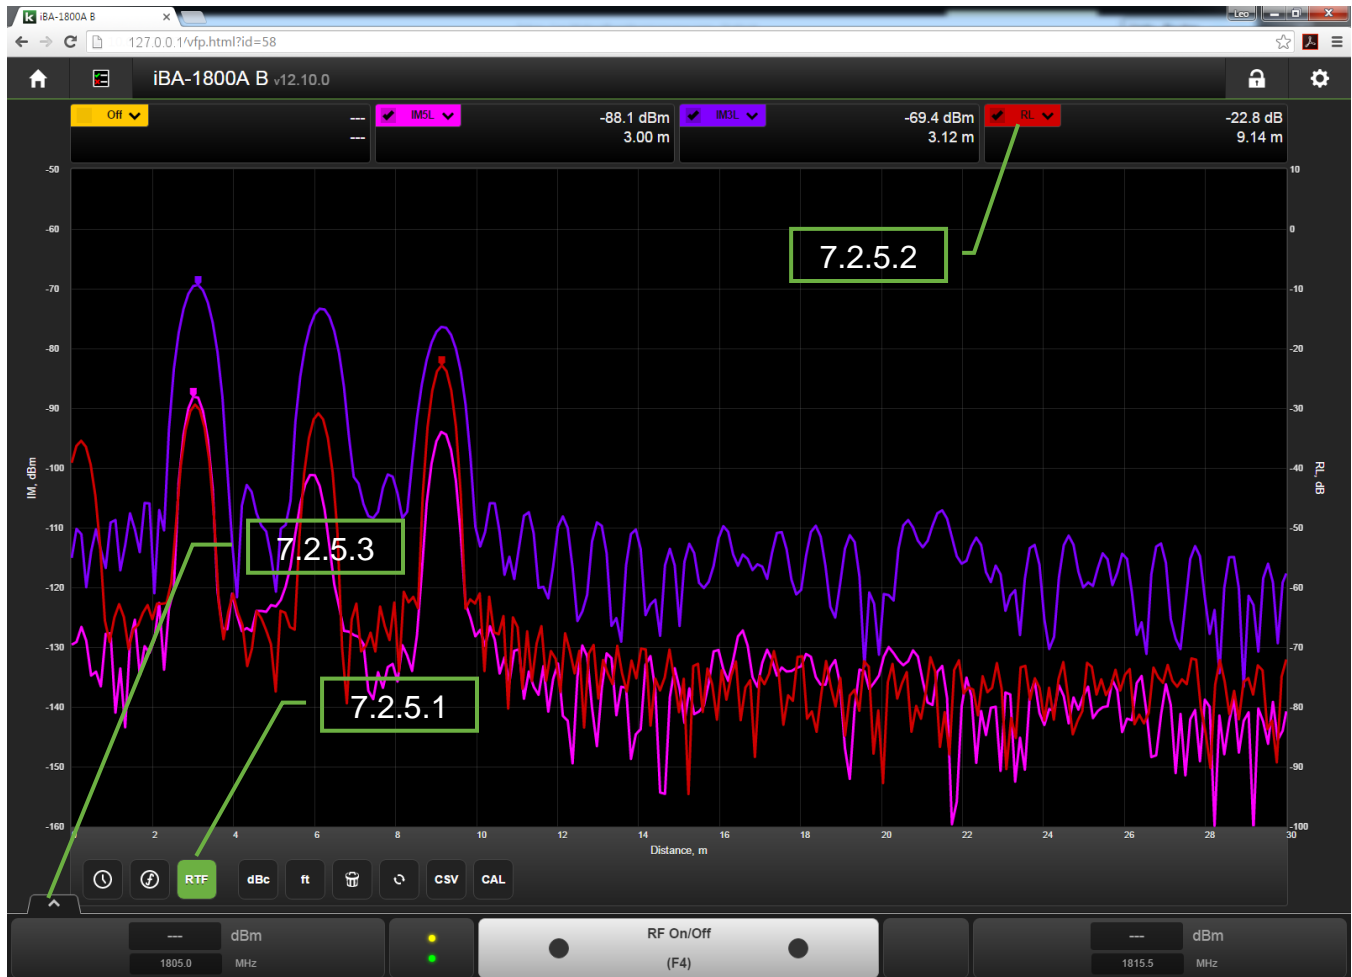 iBA-1800A B
Leo
127.0.0.1/vfp.html?id=58
iBA-1800A B v12.10.0
Off --- ---
IM5L -88.1 dBm 3.00 m
IM3L -69.4 dBm 3.12 m
RL -22.8 dB 9.14 m
-50 10
-60 0
-70 -10
-80 -20
-90 -30
-100 -40
-110 -50
-120 -60
-130 -70
-140 -80
-150 -90
-160 -100
IM, dBm
RL, dB
7.2.5.2
7.2.5.3
7.2.5.1
2 4 6 8 10 12 14 16 18 20 22 24 26 28 30
Distance, m
RTF dBc ft CSV CAL
--- dBm
1805.0 MHz
RF On/Off
(F4)
--- dBm
1815.5 MHz